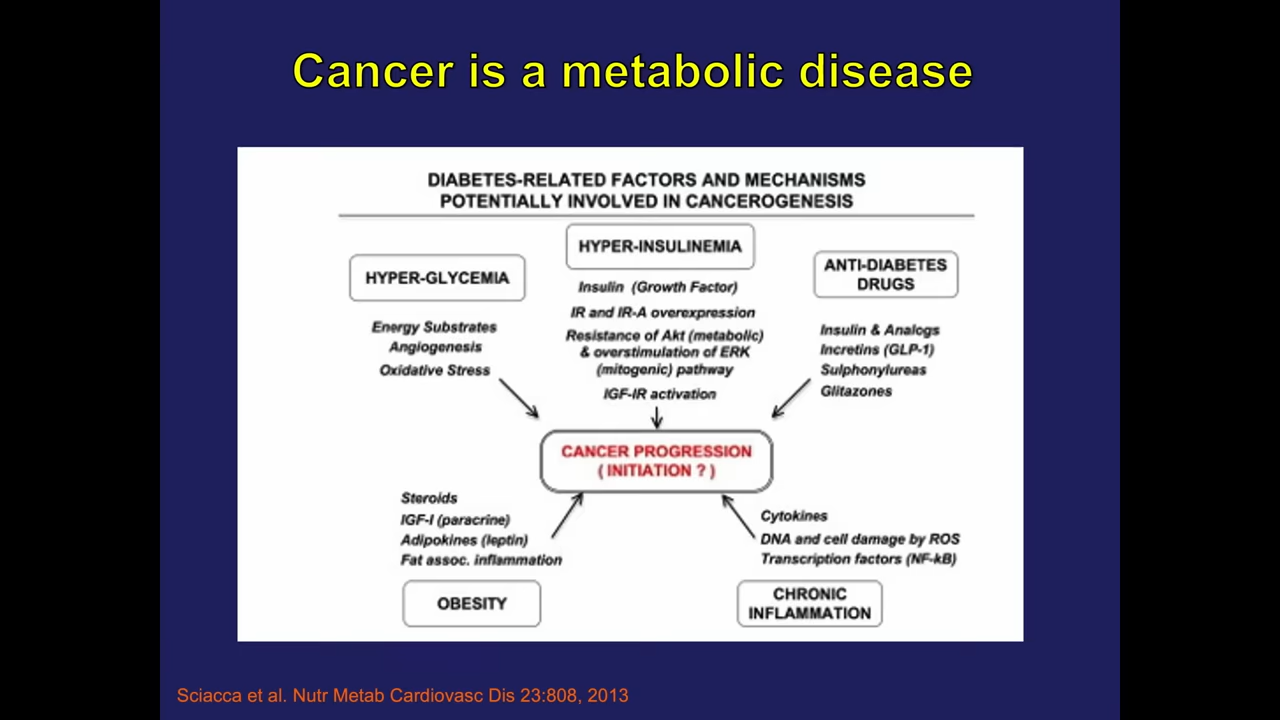 Cancer is a metabolic disease
DIABETES-RELATED FACTORS AND MECHANISMS
POTENTIALLY INVOLVED IN CANCEROGENESIS
HYPER-GLYCEMIA
Energy Substrates
Angiogenesis
Oxidative Stress
HYPER-INSULINEMIA
Insulin (Growth Factor)
IR and IR-A overexpression
Resistance of Akt (metabolic)
& overstimulation of ERK
(mitogenic) pathway
IGF-IR activation
ANTI-DIABETES
DRUGS
Insulin & Analogs
Incretins (GLP-1)
Sulphonylureas
Glitazones
CANCER PROGRESSION
( INITIATION ? )
Steroids
IGF-I (paracrine)
Adipokines (leptin)
Fat assoc. inflammation
OBESITY
Cytokines
DNA and cell damage by ROS
Transcription factors (NF-kB)
CHRONIC
INFLAMMATION
Sciacca et al. Nutr Metab Cardiovasc Dis 23:808, 2013